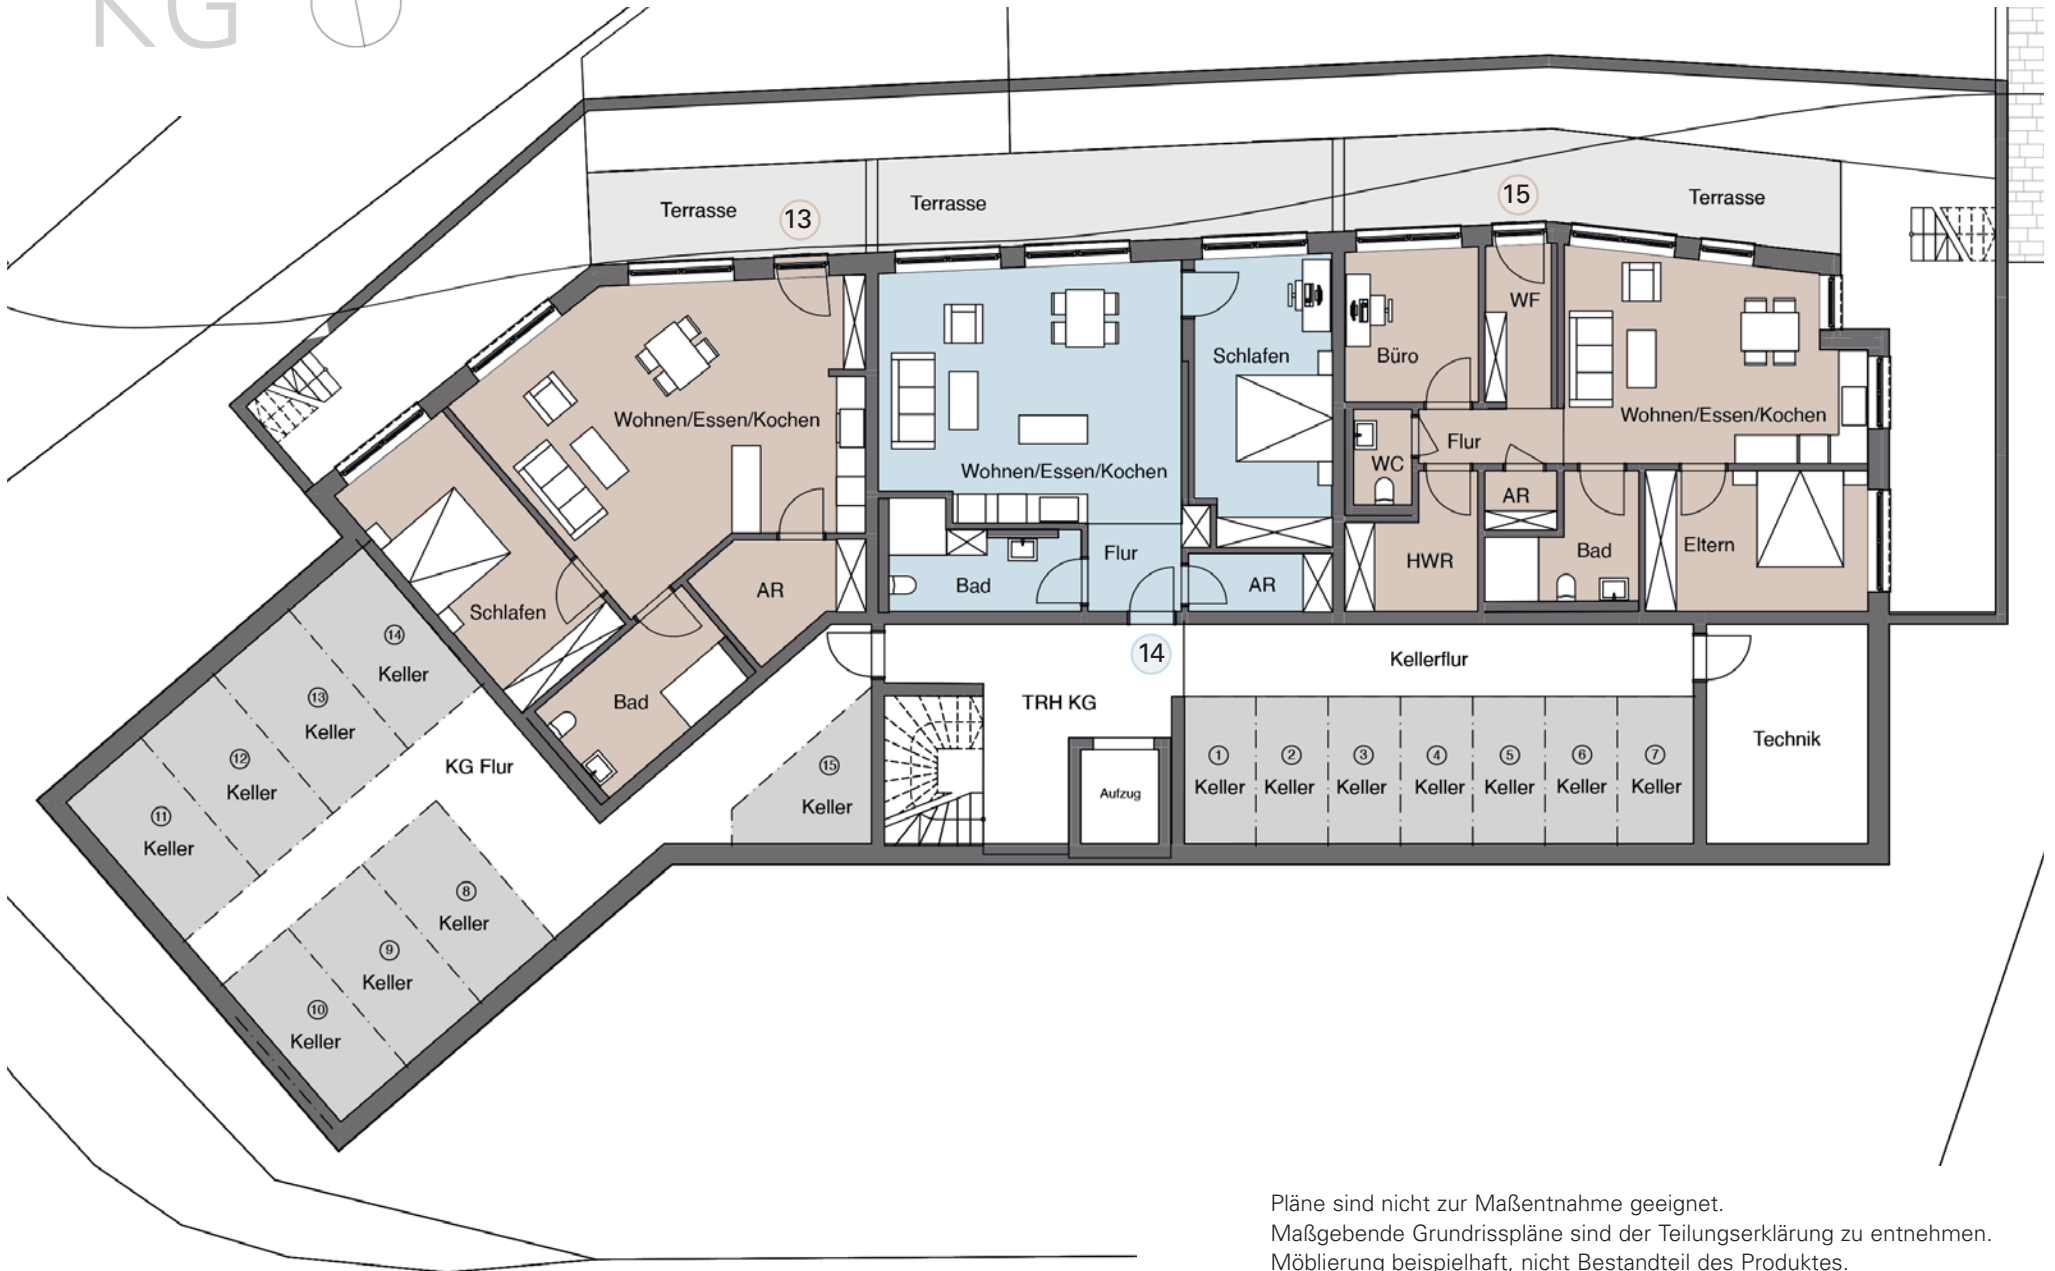 KG
Terrasse
13
Terrasse
15
Terrasse
WF
Büro
Schlafen
Wohnen/Essen/Kochen
Wohnen/Essen/Kochen
Wohnen/Essen/Kochen
Flur
WC
AR
Bad
Eltern
HWR
Flur
Bad
AR
AR
Schlafen
Bad
14
Keller
13
Keller
12
Keller
11
Keller
KG Flur
8
Keller
9
Keller
10
Keller
15
Keller
14
Kellerflur
TRH KG
Aufzug
1
Keller
2
Keller
3
Keller
4
Keller
5
Keller
6
Keller
7
Keller
Technik
Pläne sind nicht zur Maßentnahme geeignet.
Maßgebende Grundrisspläne sind der Teilungserklärung zu entnehmen.
Möblierung beispielhaft, nicht Bestandteil des Produktes.